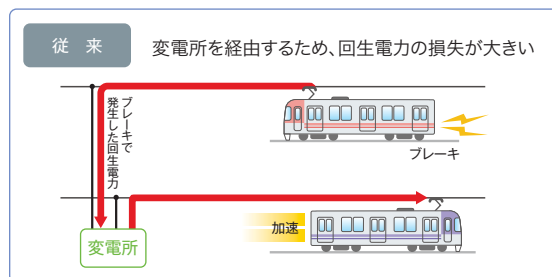 従 来
変電所を経由するため、回生電力の損失が大きい
ブレーキで
発生した回生電力
ブレーキ
加速
変電所